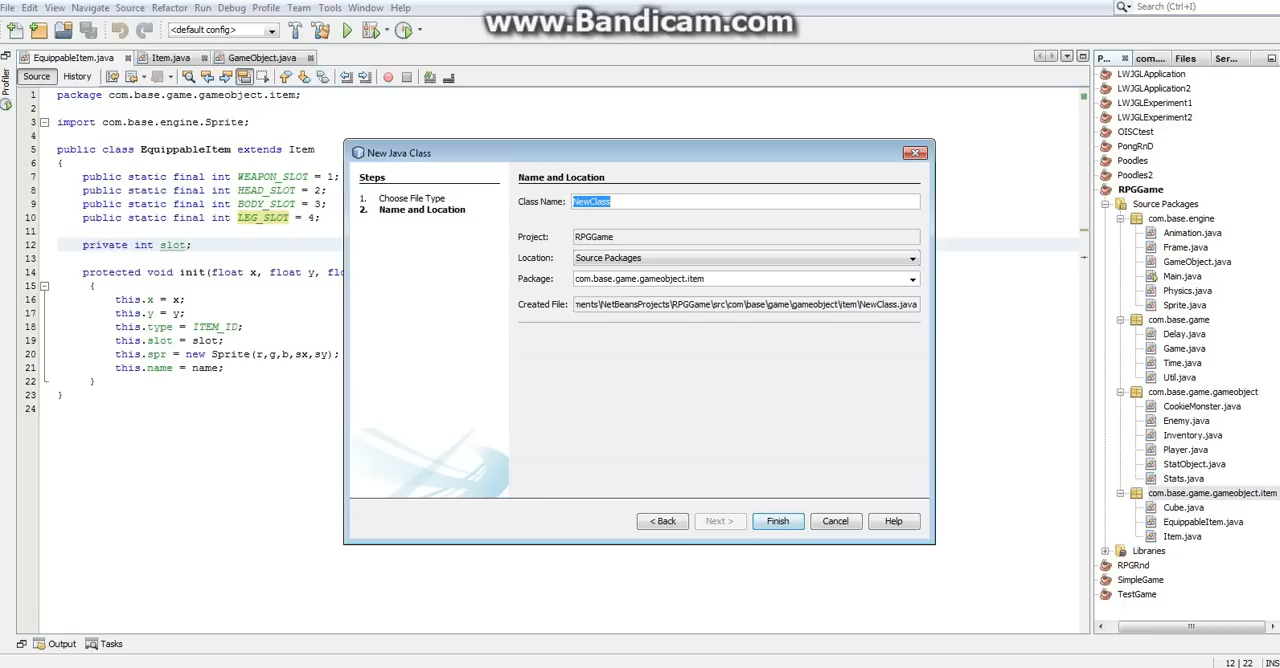 File Edit View Navigate Source Refactor Run Debug Profile Team Tools Window Help
www.Bandicam.com
Search (Ctrl+I)
<default config>
EquippableItem.java Item.java GameObject.java
P... com.... Files Ser...
Source History
Profiler
1 package com.base.game.gameobject.item;
2
3 import com.base.engine.Sprite;
4
5 public class EquippableItem extends Item
6 {
7 public static final int WEAPON_SLOT = 1;
8 public static final int HEAD_SLOT = 2;
9 public static final int BODY_SLOT = 3;
10 public static final int LEG_SLOT = 4;
11
12 private int slot;
13
14 protected void init(float x, float y, flo
15 {
16 this.x = x;
17 this.y = y;
18 this.type = ITEM_ID;
19 this.slot = slot;
20 this.spr = new Sprite(r,g,b,sx,sy);
21 this.name = name;
22 }
23 }
24
New Java Class
Steps
1. Choose File Type
2. Name and Location
Name and Location
Class Name: NewClass
Project: RPGGame
Location: Source Packages
Package: com.base.game.gameobject.item
Created File: ments\NetBeansProjects\RPGGame\src\com\base\game\gameobject\item\NewClass.java
< Back Next > Finish Cancel Help
LWJGLApplication
LWJGLApplication2
LWJGLExperiment1
LWJGLExperiment2
OISCtest
PongRnD
Poodles
Poodles2
RPGGame
Source Packages
com.base.engine
Animation.java
Frame.java
GameObject.java
Main.java
Physics.java
Sprite.java
com.base.game
Delay.java
Game.java
Time.java
Util.java
com.base.game.gameobject
CookieMonster.java
Enemy.java
Inventory.java
Player.java
StatObject.java
Stats.java
com.base.game.gameobject.item
Cube.java
EquippableItem.java
Item.java
Libraries
RPGRnd
SimpleGame
TestGame
Output Tasks
12 | 22 INS